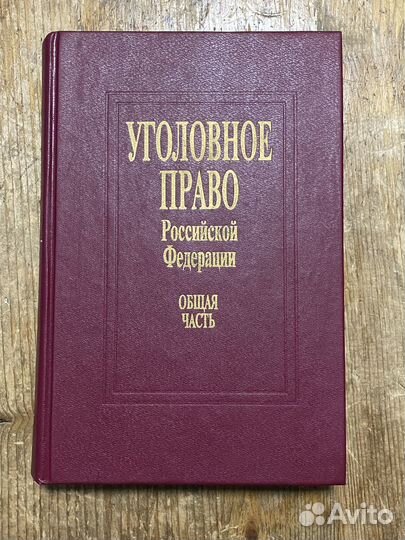 УГОЛОВНОЕ
ПРАВО
Российской
Федерации
ОБЩАЯ
ЧАСТЬ
Avito